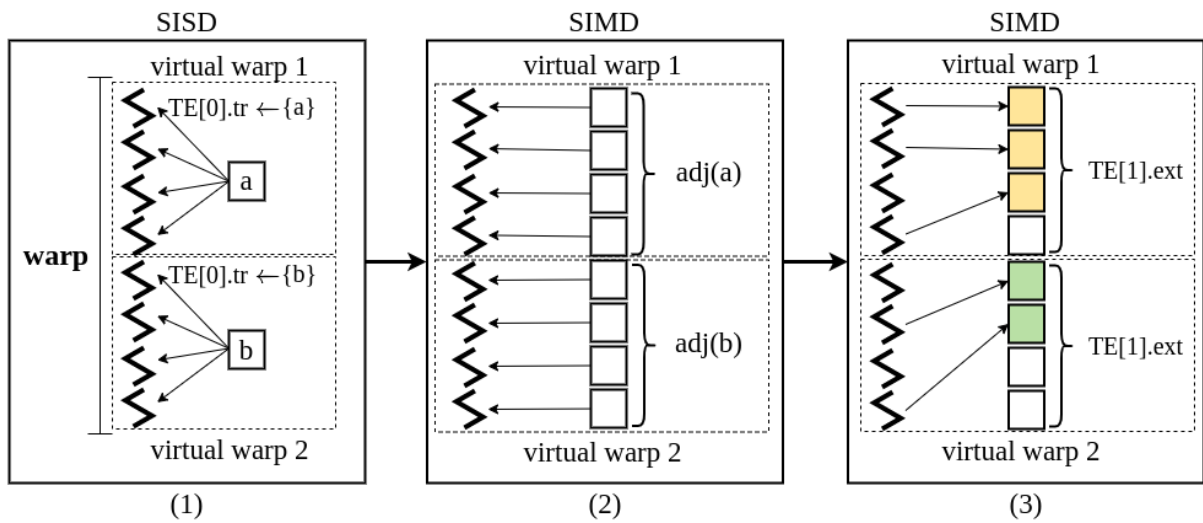 SISD
virtual warp 1
TE[0].tr ←{a}
a
warp
TE[0].tr ←{b}
b
virtual warp 2
(1)
SIMD
virtual warp 1
adj(a)
adj(b)
virtual warp 2
(2)
SIMD
virtual warp 1
TE[1].ext
TE[1].ext
virtual warp 2
(3)